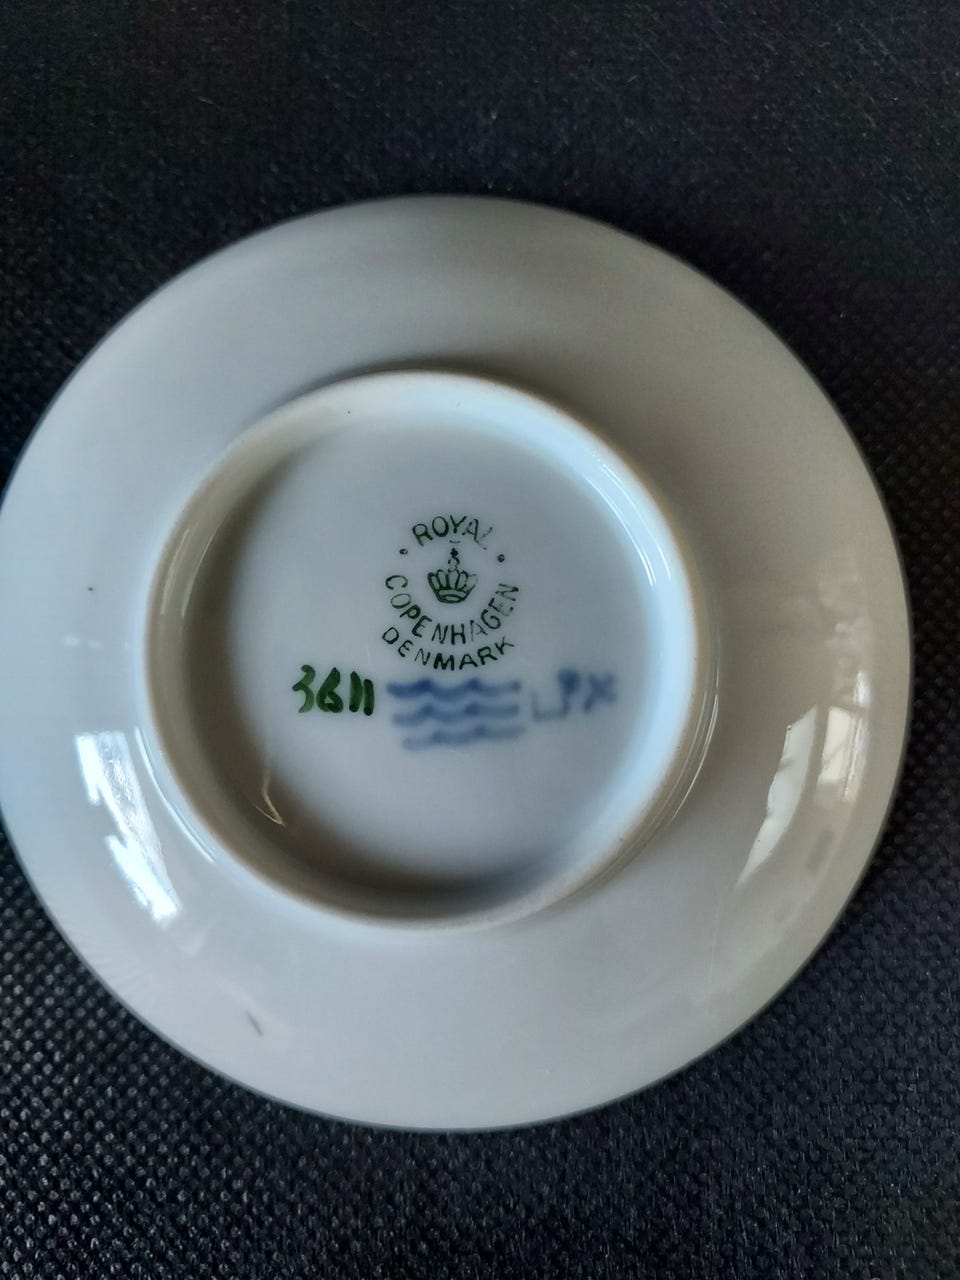 ROYAL
COPENHAGEN
DENMARK
3611